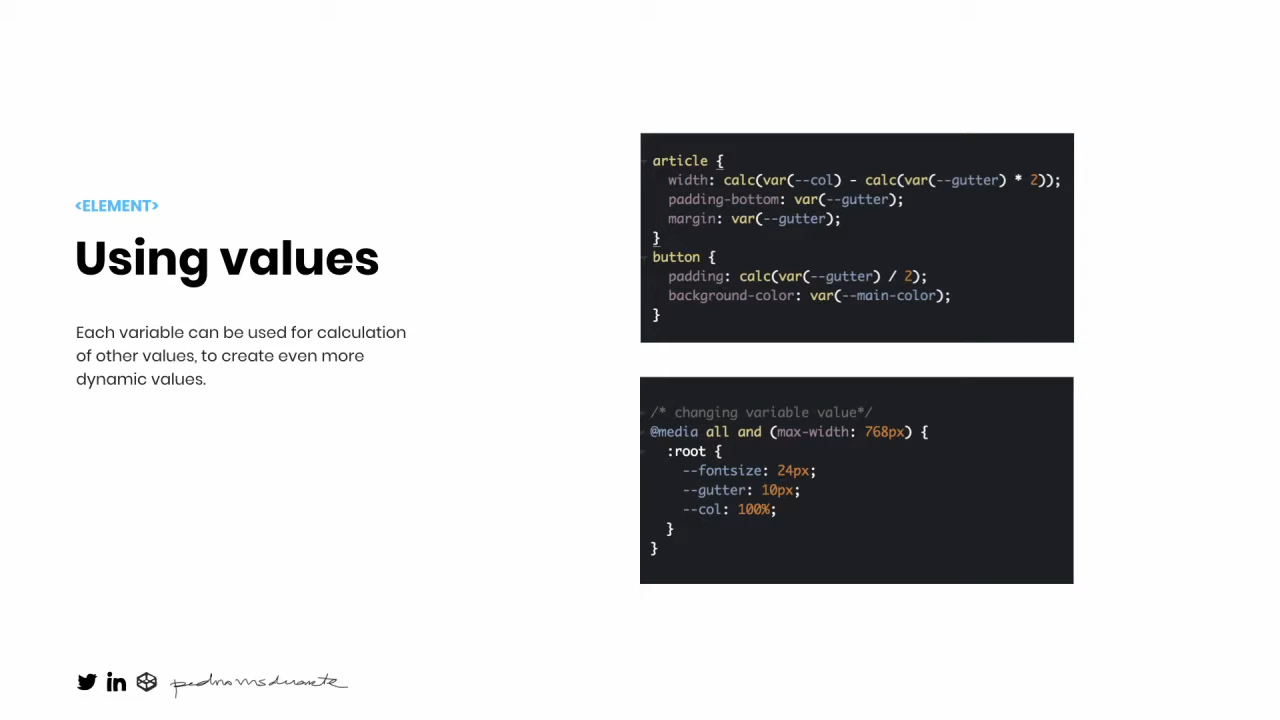 <ELEMENT>
Using values
Each variable can be used for calculation
of other values, to create even more
dynamic values.
article {
  width: calc(var(--col) - calc(var(--gutter) * 2));
  padding-bottom: var(--gutter);
  margin: var(--gutter);
}
button {
  padding: calc(var(--gutter) / 2);
  background-color: var(--main-color);
}
/* changing variable value*/
@media all and (max-width: 768px) {
  :root {
    --fontsize: 24px;
    --gutter: 10px;
    --col: 100%;
  }
}
in
pedromsduarte